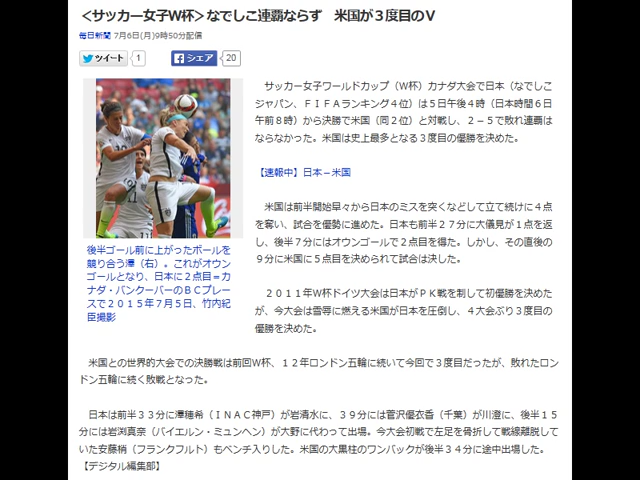 ＜サッカー女子Ｗ杯＞なでしこ連覇ならず　米国が３度目のＶ
毎日新聞 7月6日(月)9時50分配信
ツイート 1 シェア 20
サッカー女子ワールドカップ（Ｗ杯）カナダ大会で日本（なでしこ
ジャパン、ＦＩＦＡランキング４位）は５日午後４時（日本時間６日
午前８時）から決勝で米国（同２位）と対戦し、２－５で敗れ連覇は
ならなかった。米国は史上最多となる３度目の優勝を決めた。
【速報中】日本－米国
米国は前半開始早々から日本のミスを突くなどして立て続けに４点
を奪い、試合を優勢に進めた。日本も前半２７分に大儀見が１点を返
し、後半７分にはオウンゴールで２点目を得た。しかし、その直後の
９分に米国に５点目を決められて試合は決した。
２０１１年Ｗ杯ドイツ大会は日本がＰＫ戦を制して初優勝を決めた
が、今大会は雪辱に燃える米国が日本を圧倒し、４大会ぶり３度目の
優勝を決めた。
後半ゴール前に上がったボールを
競り合う澤（右）。これがオウン
ゴールとなり、日本に２点目＝カ
ナダ・バンクーバーのＢＣプレー
スで２０１５年７月５日、竹内紀
臣撮影
米国との世界的大会での決勝戦は前回Ｗ杯、１２年ロンドン五輪に続いて今回で３度目だったが、敗れたロン
ドン五輪に続く敗戦となった。
日本は前半３３分に澤穂希（ＩＮＡＣ神戸）が岩清水に、３９分には菅沢優衣香（千葉）が川澄に、後半１５
分には岩渕真奈（バイエルン・ミュンヘン）が大野に代わって出場。今大会初戦で左足を骨折して戦線離脱してい
た安藤梢（フランクフルト）もベンチ入りした。米国の大黒柱のワンバックが後半３４分に途中出場した。
【デジタル編集部】